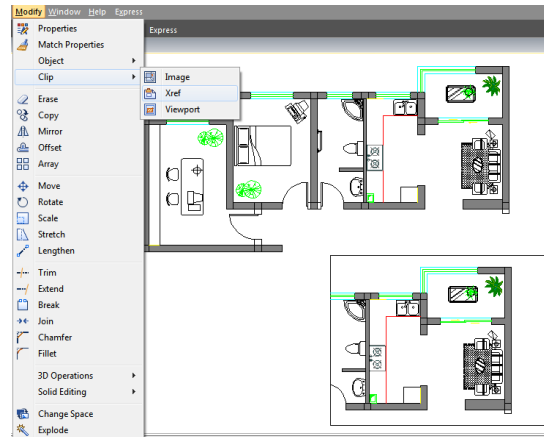 Modify Window Help Express
Express
Properties
Match Properties
Object
Clip
Image
Xref
Viewport
Erase
Copy
Mirror
Offset
Array
Move
Rotate
Scale
Stretch
Lengthen
Trim
Extend
Break
Join
Chamfer
Fillet
3D Operations
Solid Editing
Change Space
Explode